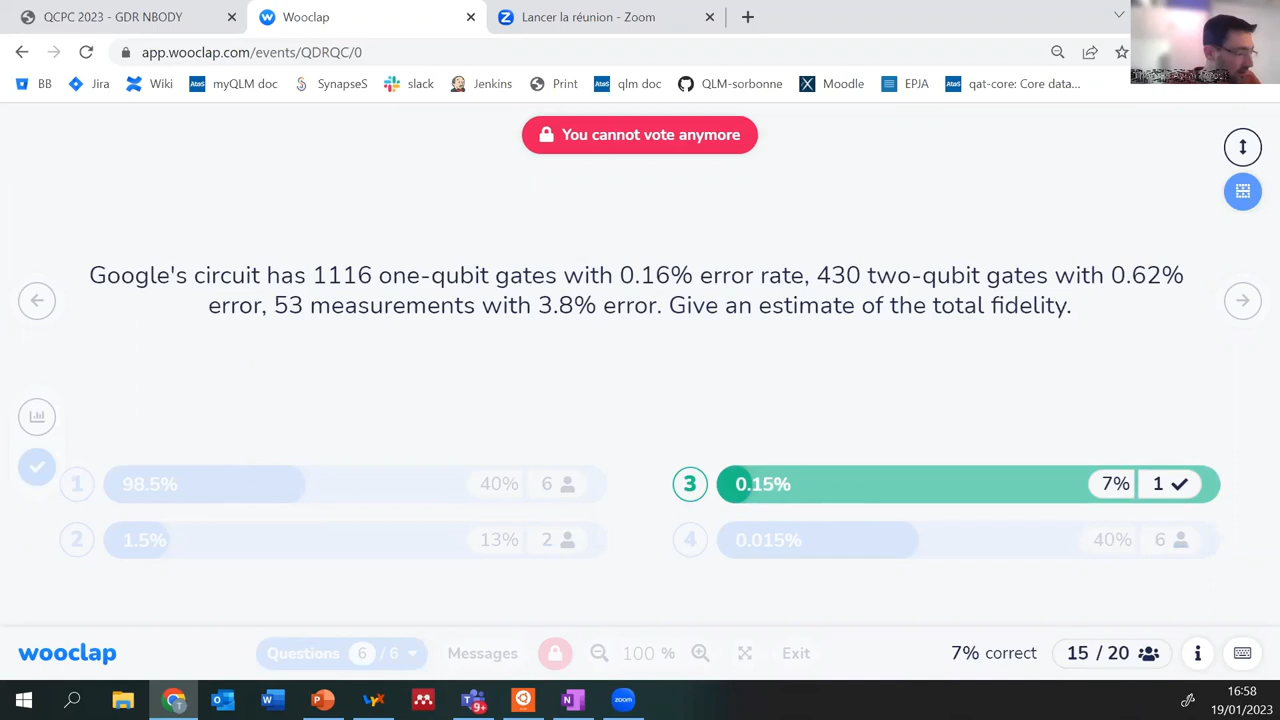 QCPC 2023 - GDR NBODY
Wooclap
Lancer la réunion - Zoom
app.wooclap.com/events/QDRQC/0
BB
Jira
Wiki
Atos myQLM doc
SynapseS
slack
Jenkins
Print
Atos qlm doc
QLM-sorbonne
Moodle
EPJA
Atos qat-core: Core data...
You cannot vote anymore
Google's circuit has 1116 one-qubit gates with 0.16% error rate, 430 two-qubit gates with 0.62%
error, 53 measurements with 3.8% error. Give an estimate of the total fidelity.
1 98.5% 40% 6
2 1.5% 13% 2
3 0.15% 7% 1
4 0.015% 40% 6
wooclap
Questions 6 / 6
Messages
100 %
Exit
7% correct
15 / 20
9+
zoom
16:58
19/01/2023